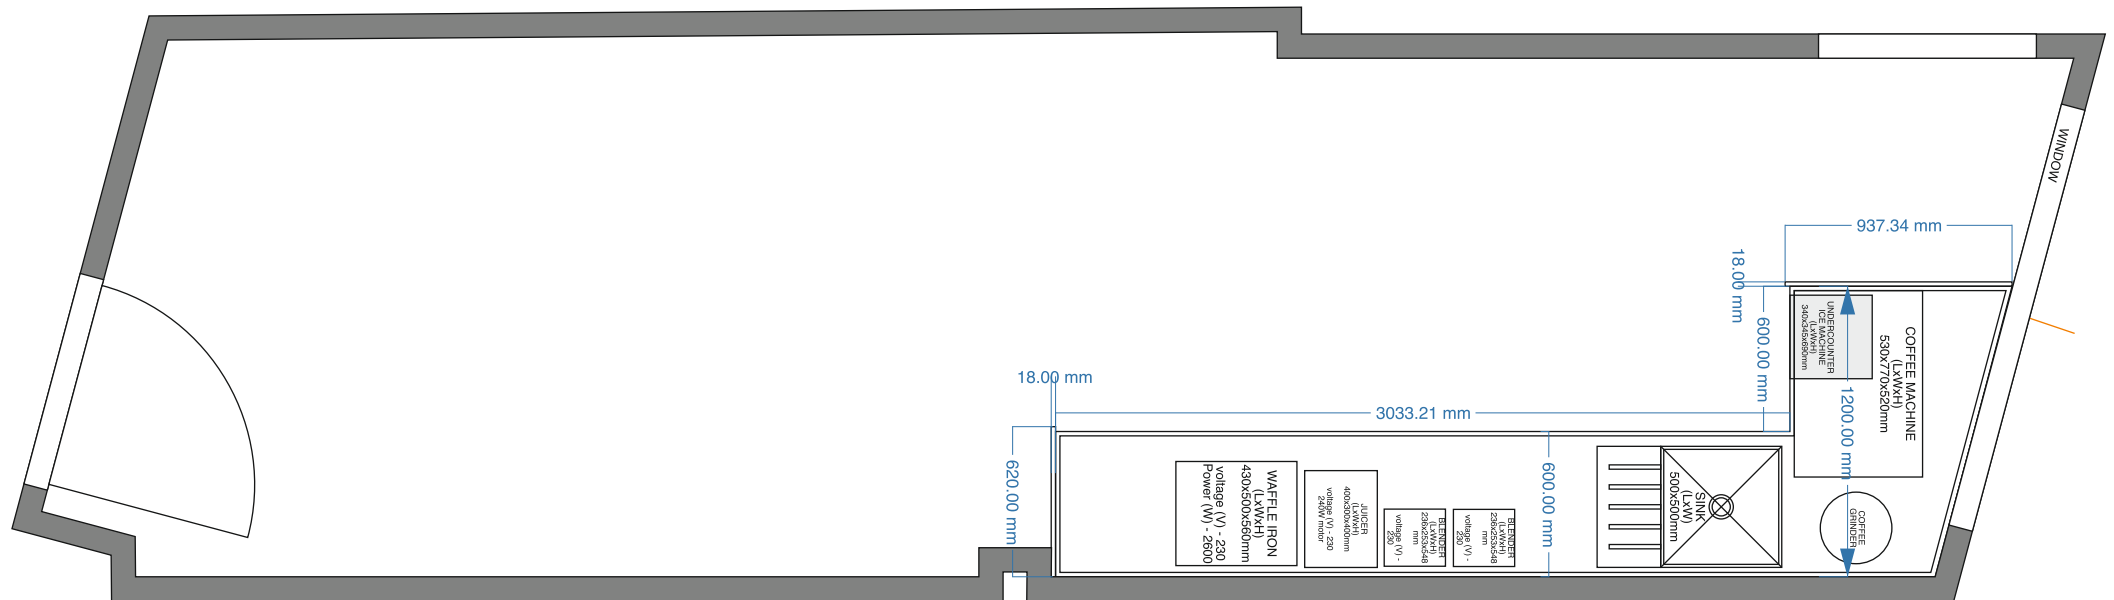 WINDOW
937.34 mm
18.00 mm
600.00 mm
UNDERCOUNTER
ICE MACHINE
(LxWxH)
340x345x690mm
COFFEE MACHINE
(LxWxH)
530x770x520mm
1200.00 mm
18.00 mm
3033.21 mm
620.00 mm
WAFFLE IRON
(LxWxH)
430x500x560mm
voltage (V) - 230
Power (W) - 2600
JUICER
(LxWxH)
400x300x400mm
voltage (V) - 230
240W motor
BLENDER
(LxWxH)
236x253x548
mm
voltage (V) -
230
BLENDER
(LxWxH)
236x253x548
mm
voltage (V) -
230
600.00 mm
SINK
(LxW)
500x500mm
COFFEE
GRINDER